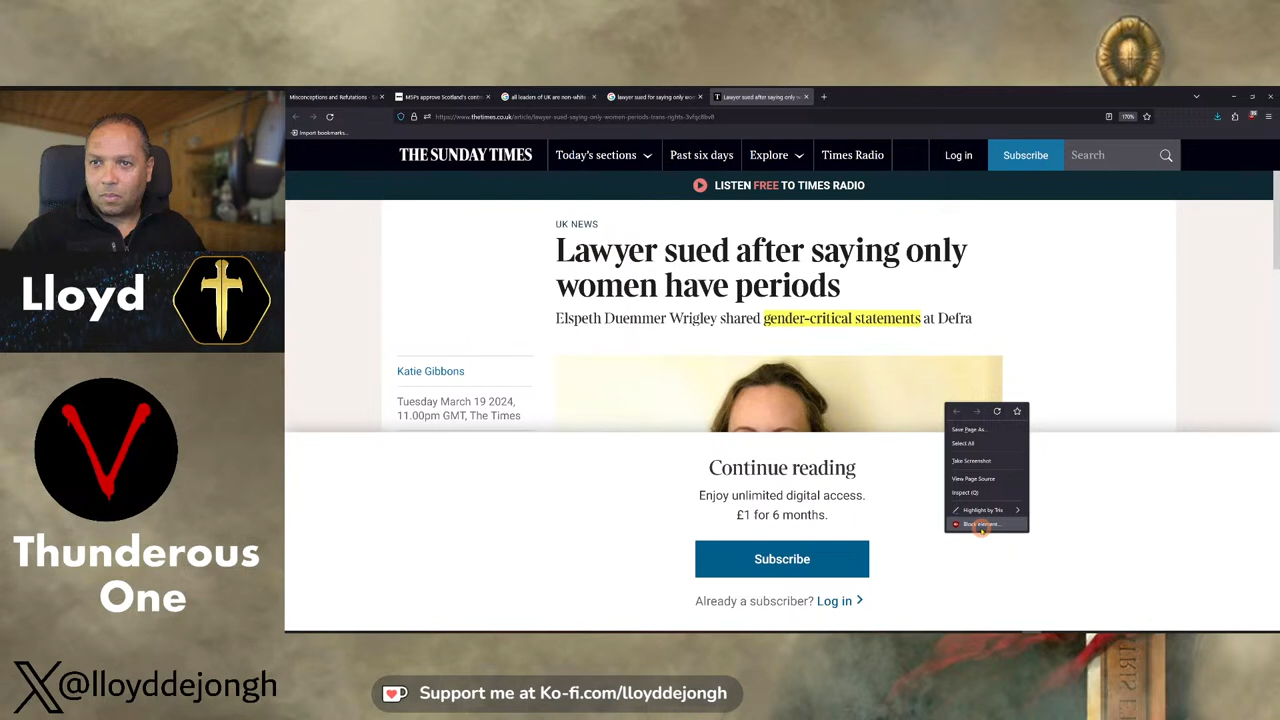 Misconceptions and Refutations - S
MSPs approve Scotland's contr
all leaders of UK are non-white
lawyer sued for saying only wo
Lawyer sued after saying only w
https://www.thetimes.co.uk/article/lawyer-sued-saying-only-women-periods-trans-rights-3vfqc8bv8
170%
Import bookmarks...
THE SUNDAY TIMES
Today's sections
Past six days
Explore
Times Radio
Log in
Subscribe
Search
LISTEN FREE TO TIMES RADIO
UK NEWS
Lawyer sued after saying only
women have periods
Elspeth Duemmer Wrigley shared gender-critical statements at Defra
Katie Gibbons
Tuesday March 19 2024,
11.00pm GMT, The Times
Save Page As...
Select All
Take Screenshot
View Page Source
Inspect (Q)
Highlight by Tris
Block element...
Continue reading
Enjoy unlimited digital access.
£1 for 6 months.
Subscribe
Already a subscriber? Log in
Lloyd
V
Thunderous
One
X@lloyddejongh
Support me at Ko-fi.com/lloyddejongh